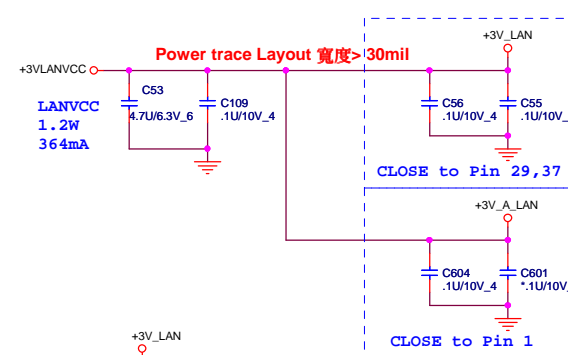 +3V_LAN
Power trace Layout 寬度> 30mil
+3VLANVCC
C53
4.7U/6.3V_6
C109
.1U/10V_4
C56
.1U/10V_4
C55
.1U/10V_
LANVCC
1.2W
364mA
CLOSE to Pin 29,37
+3V_A_LAN
C604
.1U/10V_4
C601
*.1U/10V
CLOSE to Pin 1
+3V_LAN